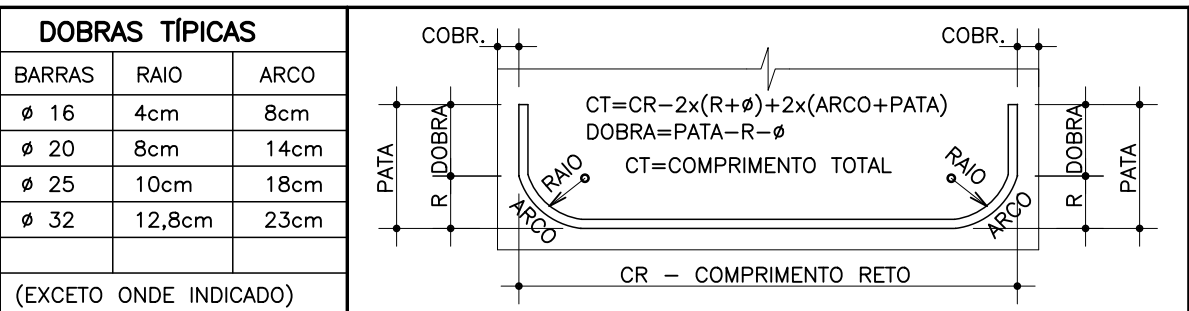 DOBRAS TÍPICAS
BARRAS RAIO ARCO
ø 16 4cm 8cm
ø 20 8cm 14cm
ø 25 10cm 18cm
ø 32 12,8cm 23cm
(EXCETO ONDE INDICADO)
COBR. COBR.
CT=CR-2x(R+ø)+2x(ARCO+PATA)
DOBRA=PATA-R-ø
CT=COMPRIMENTO TOTAL
PATA
DOBRA
R
RAIO
ARCO
RAIO
ARCO
DOBRA
R
PATA
CR - COMPRIMENTO RETO